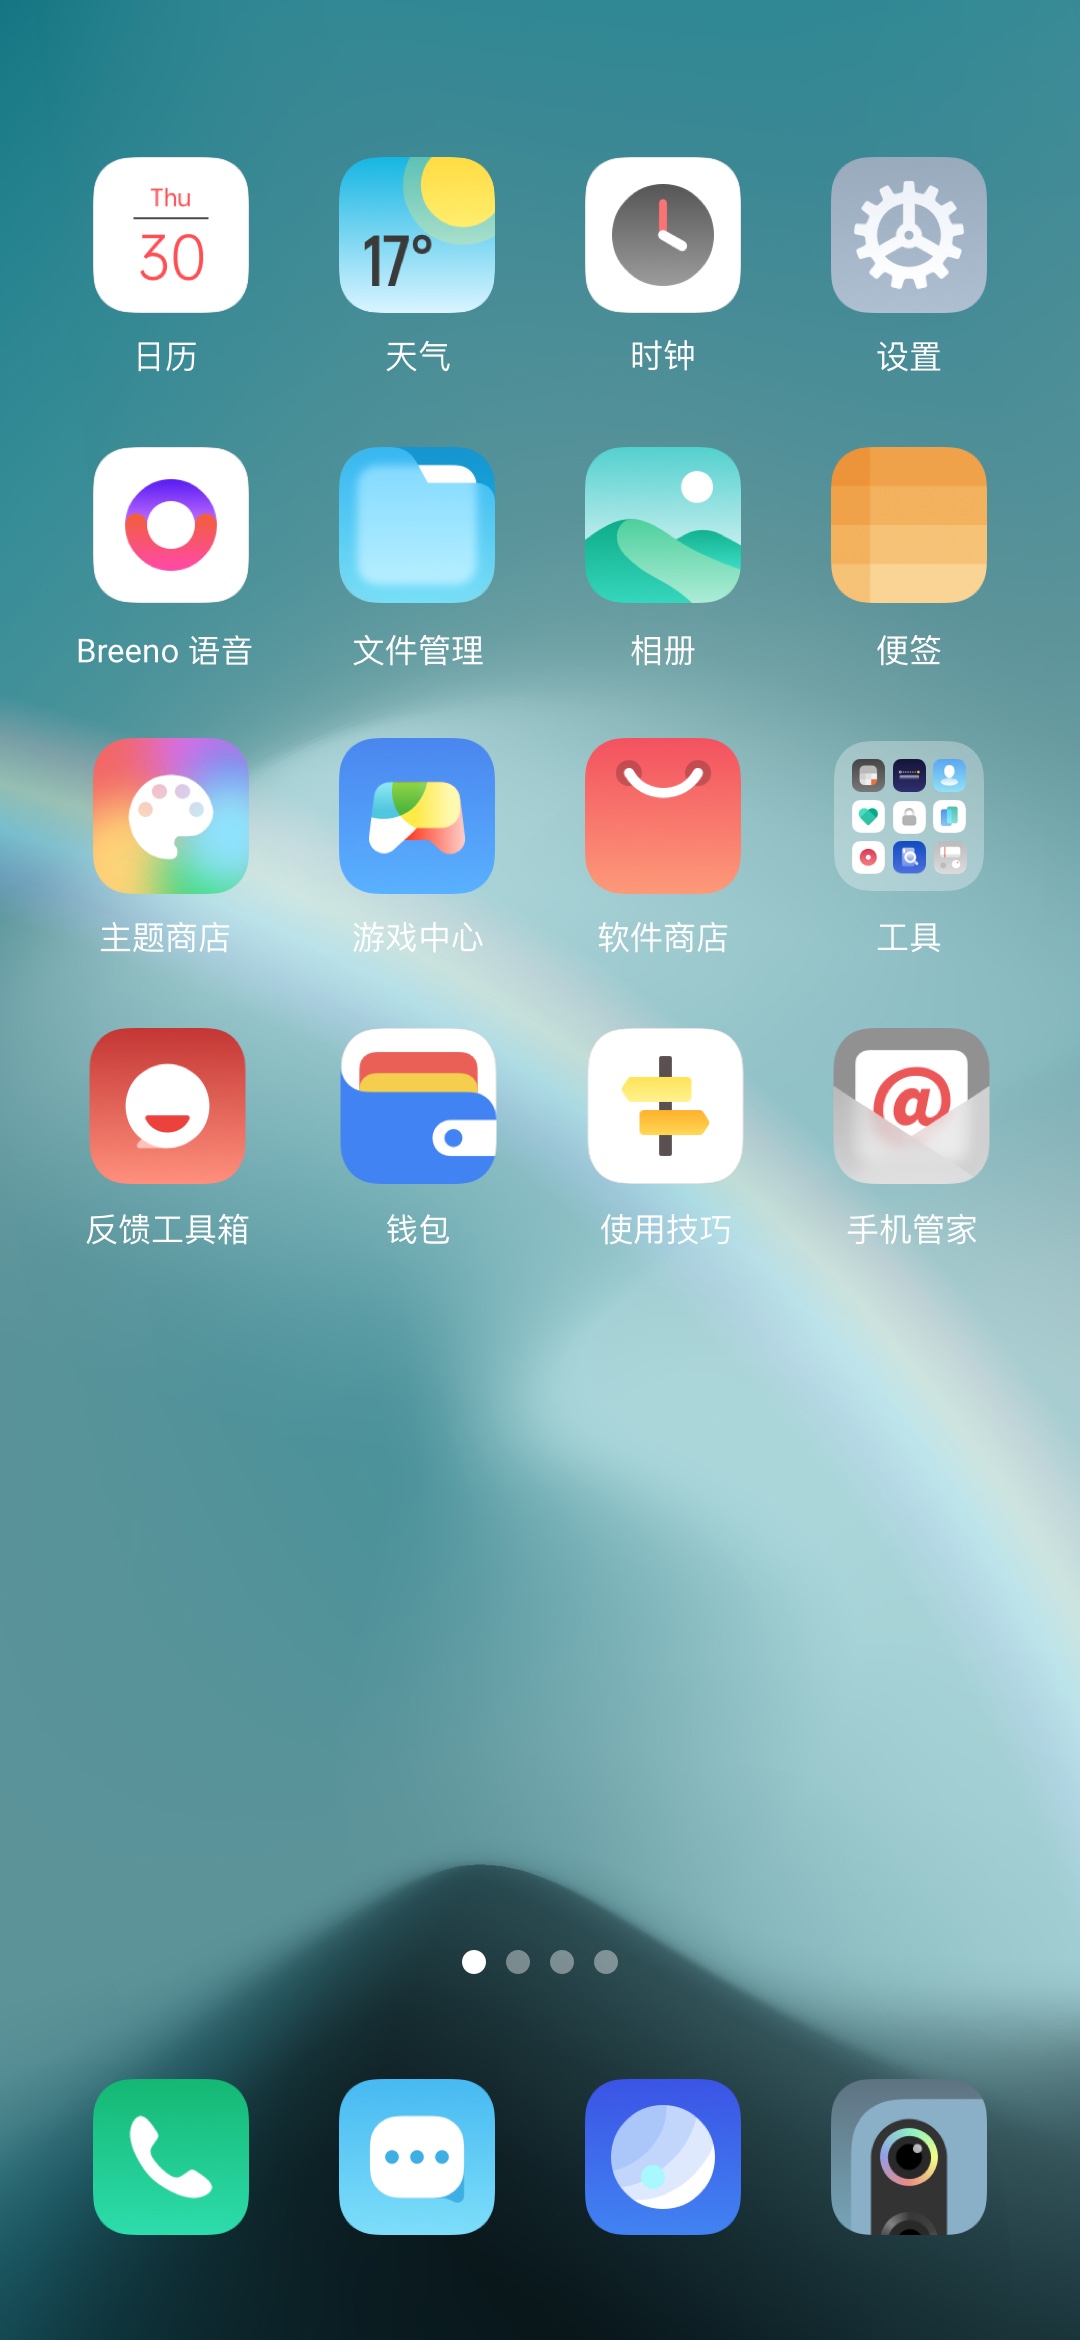 Thu
30
17°
日历
天气
时钟
设置
Breeno 语音
文件管理
相册
便签
主题商店
游戏中心
软件商店
工具
@
反馈工具箱
钱包
使用技巧
手机管家